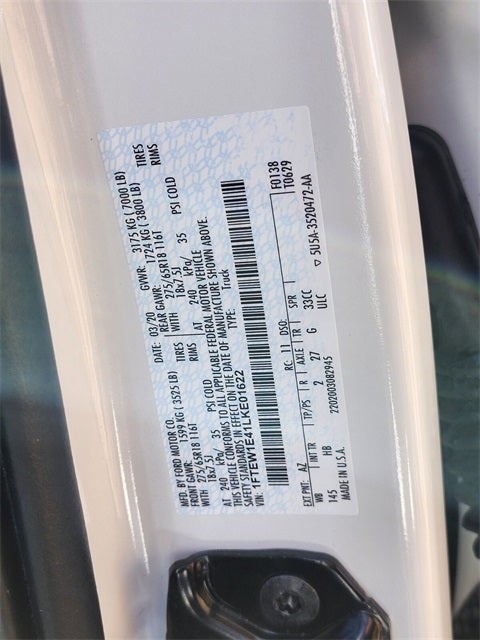 MFD. BY FORD MOTOR CO.
DATE: 03/20 GVWR: 3175 KG ( 7000 LB)
FRONT GAWR: 1599 KG ( 3525 LB) REAR GAWR: 1724 KG ( 3800 LB)
WITH 275/65R18 116T TIRES WITH 275/65R18 116T TIRES
18x7.5J RIMS 18x7.5J RIMS
AT 240 kPa/ 35 PSI COLD AT 240 kPa/ 35 PSI COLD
THIS VEHICLE CONFORMS TO ALL APPLICABLE FEDERAL MOTOR VEHICLE
SAFETY STANDARDS IN EFFECT ON THE DATE OF MANUFACTURE SHOWN ABOVE.
VIN: 1FTEW1E41LKE01622 TYPE: Truck
F0138
T0629
EXT PNT: AZ RC: 11 DSO:
WB INT TR TP/PS R AXLE TR SPR
145 HB 2 27 G 33CC
ULC
MADE IN U.S.A. 2202003082945 ▽ 5U5A-3520472-AA